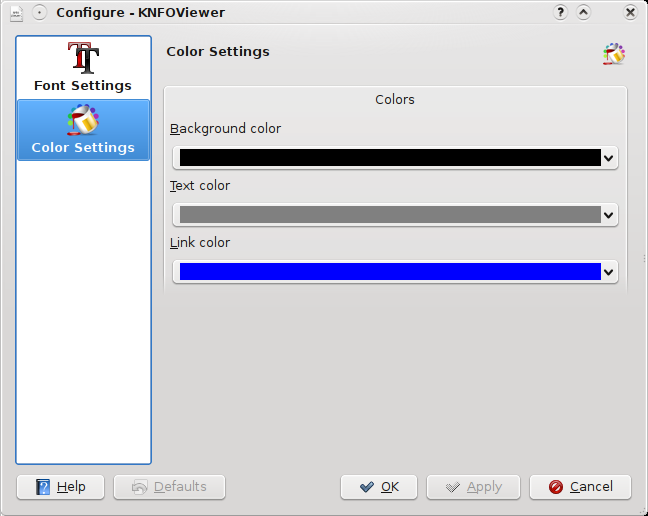 Configure - KNFOViewer
Font Settings
Color Settings
Color Settings
Colors
Background color
Text color
Link color
Help
Defaults
OK
Apply
Cancel